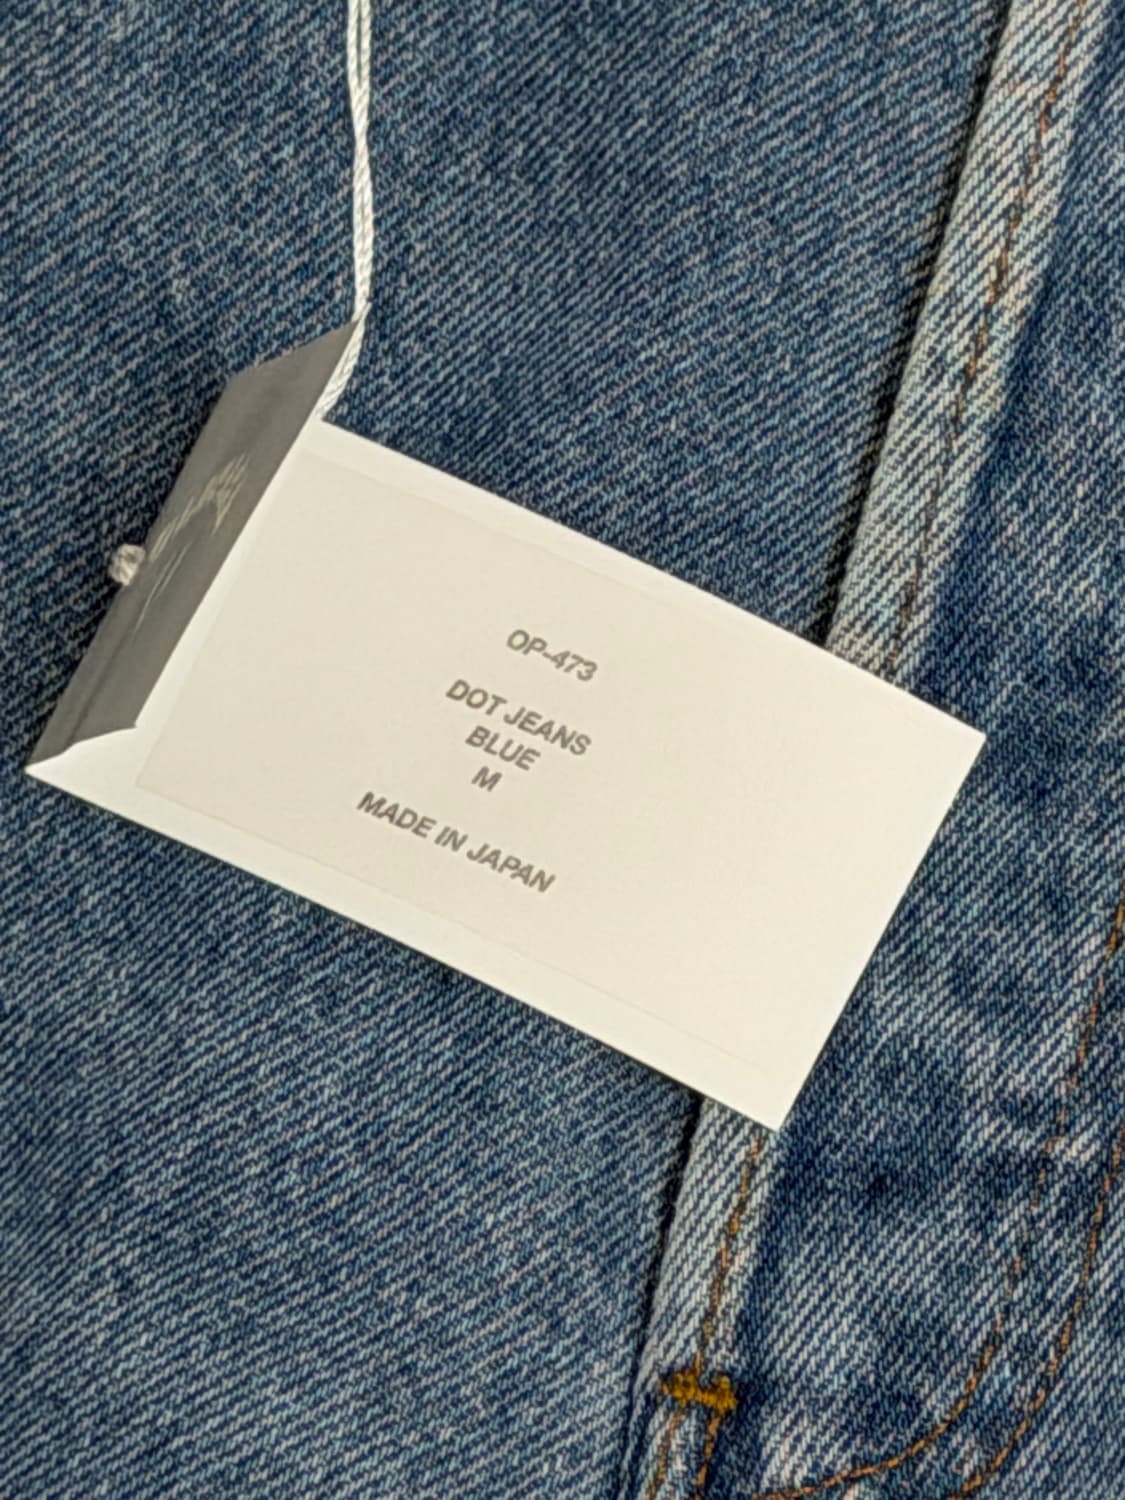 OP-473
DOT JEANS
BLUE
M
MADE IN JAPAN